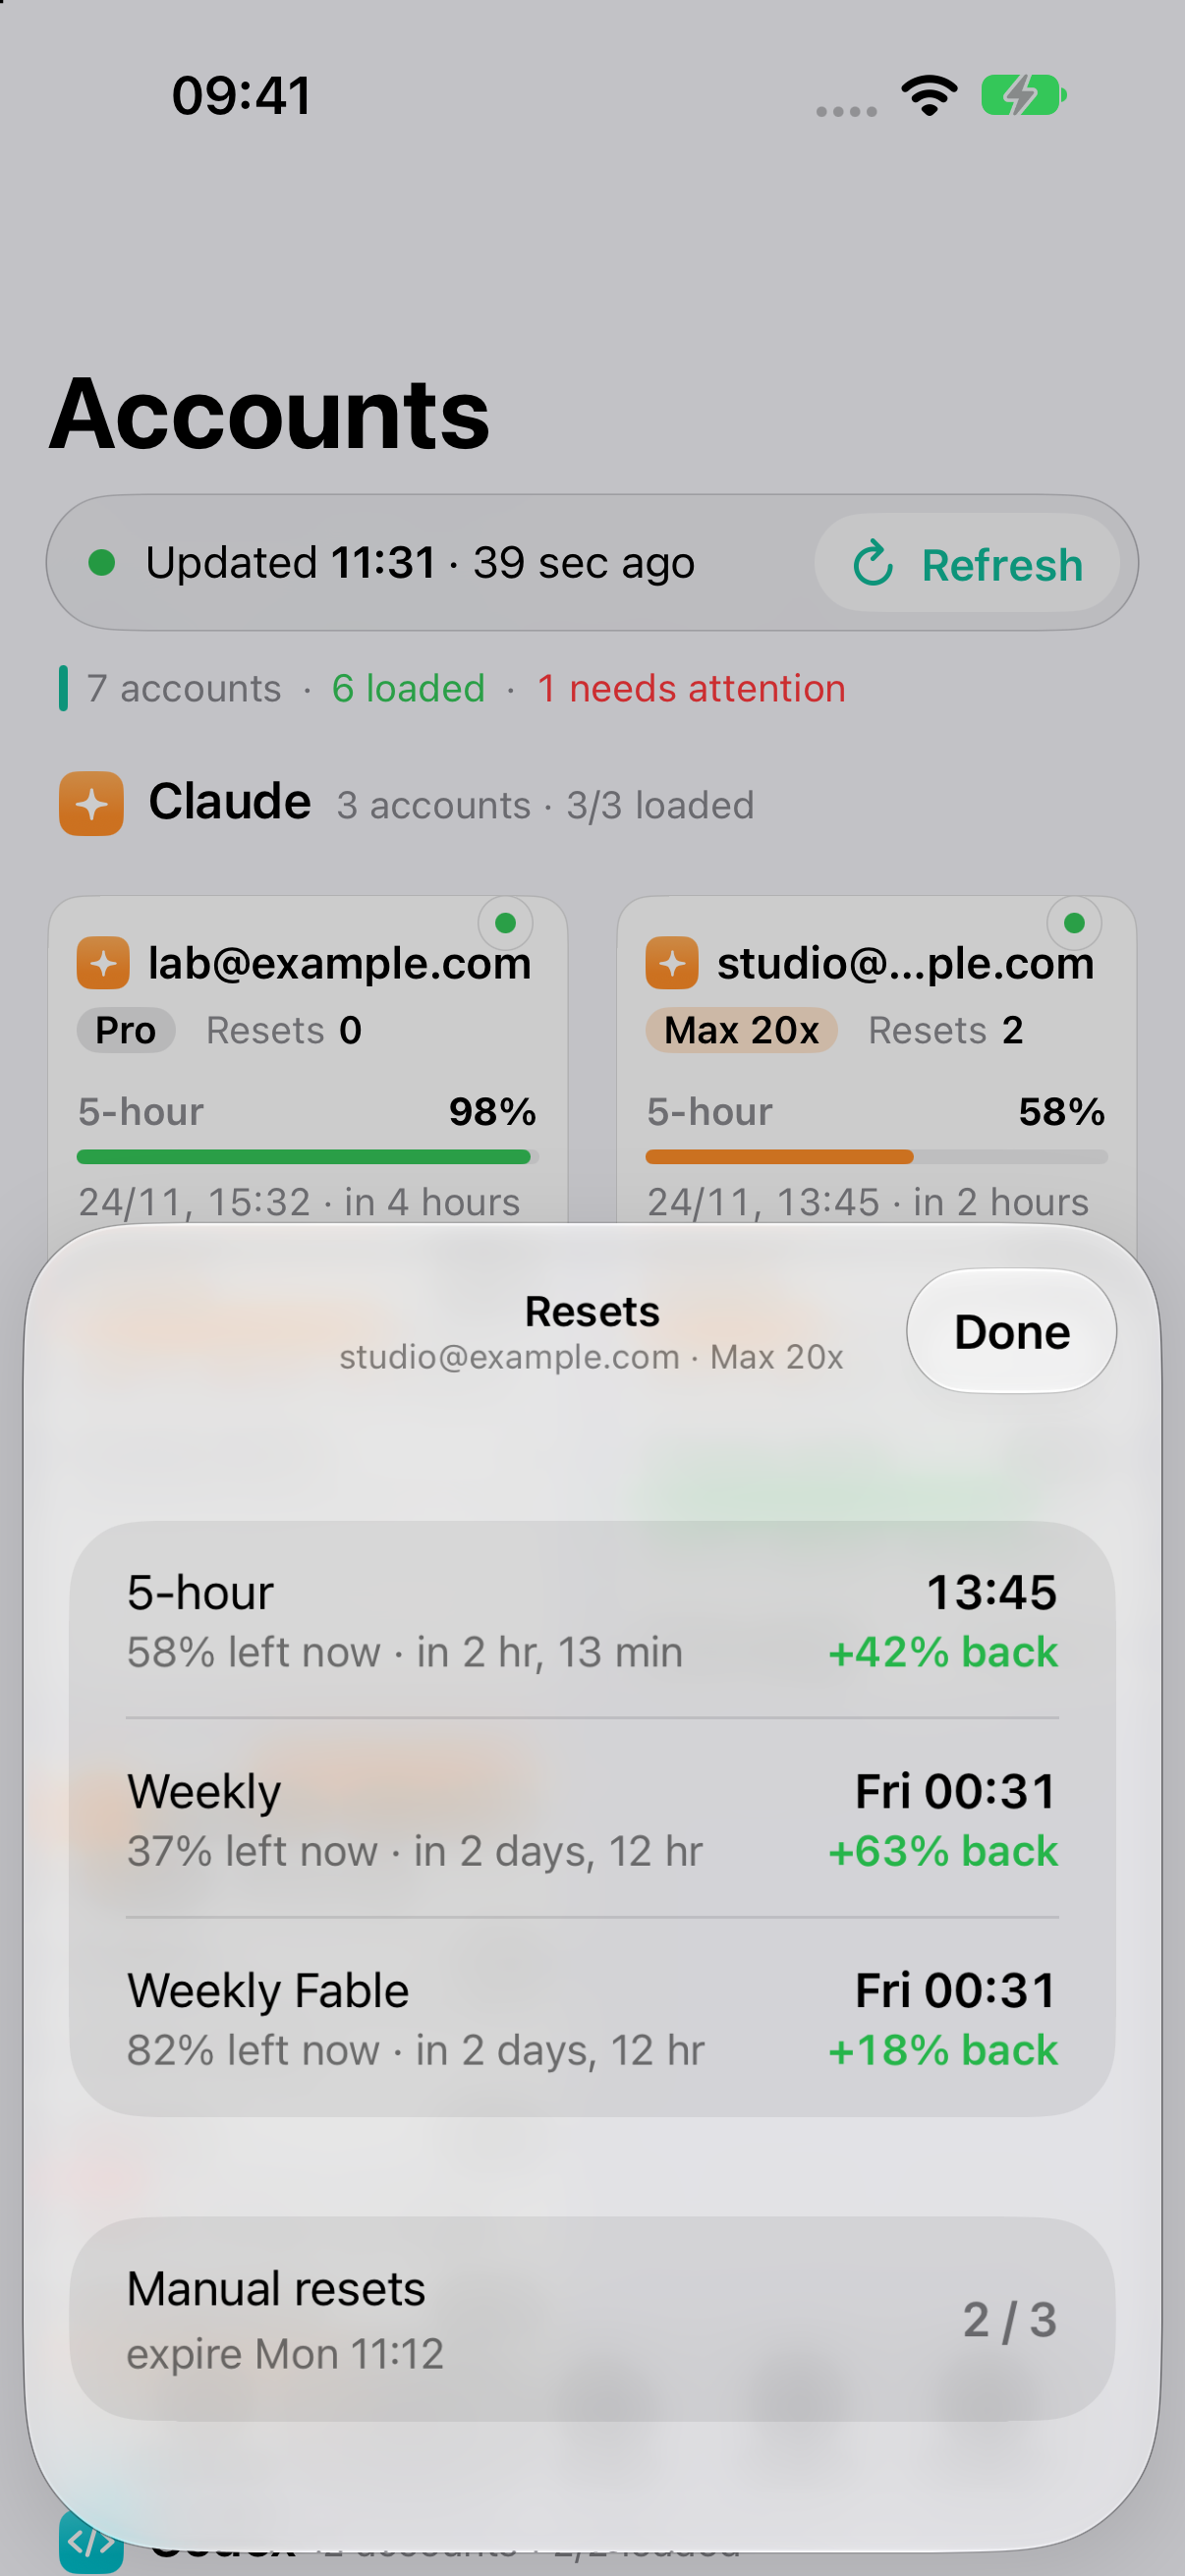 09:41
Accounts
Updated 11:31 · 39 sec ago
Refresh
7 accounts · 6 loaded · 1 needs attention
Claude 3 accounts · 3/3 loaded
lab@example.com
Pro Resets 0
5-hour 98%
24/11, 15:32 · in 4 hours
studio@...ple.com
Max 20x Resets 2
5-hour 58%
24/11, 13:45 · in 2 hours
Resets
studio@example.com · Max 20x
Done
5-hour 13:45
58% left now · in 2 hr, 13 min +42% back
Weekly Fri 00:31
37% left now · in 2 days, 12 hr +63% back
Weekly Fable Fri 00:31
82% left now · in 2 days, 12 hr +18% back
Manual resets
expire Mon 11:12
2 / 3